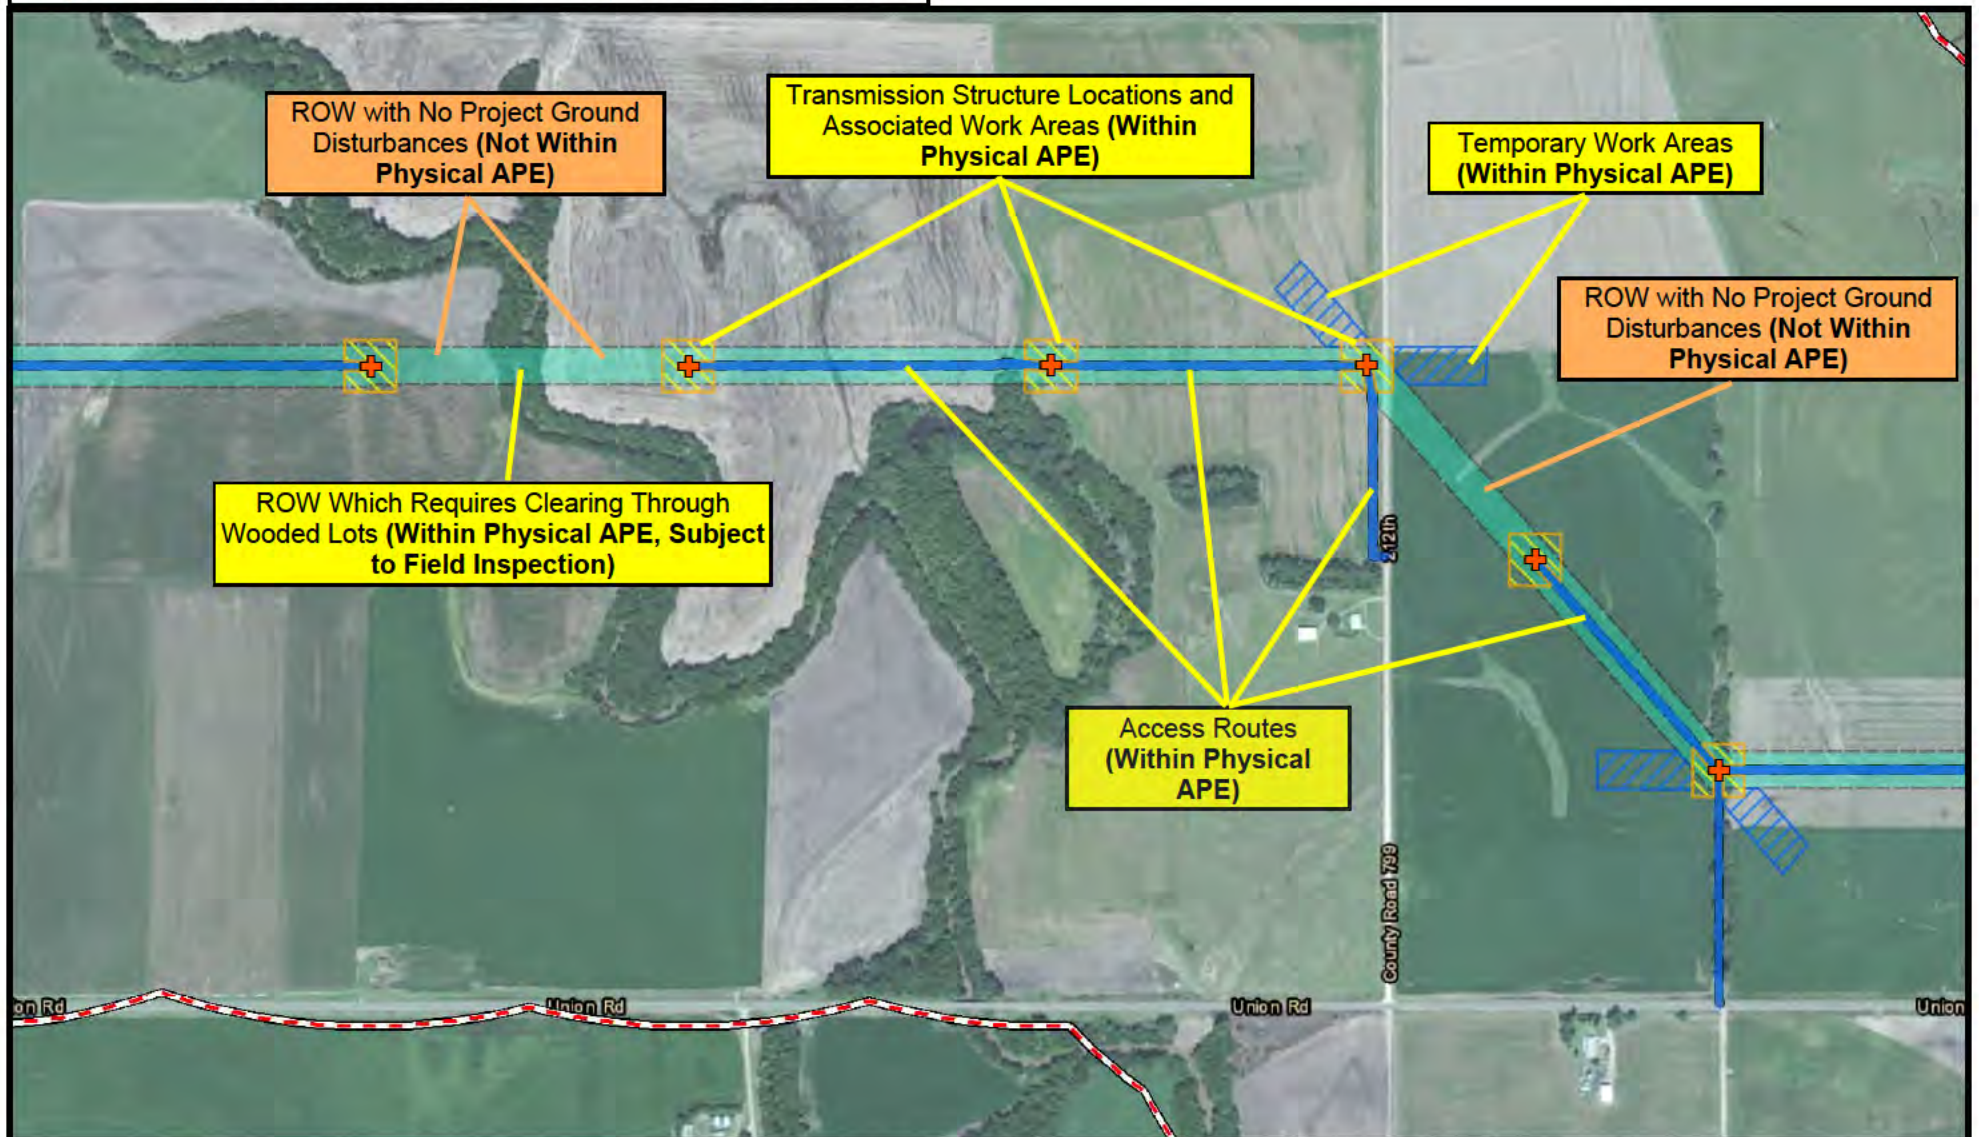 ROW with No Project Ground
Disturbances (Not Within
Physical APE)
Transmission Structure Locations and
Associated Work Areas (Within
Physical APE)
Temporary Work Areas
(Within Physical APE)
ROW with No Project Ground
Disturbances (Not Within
Physical APE)
ROW Which Requires Clearing Through
Wooded Lots (Within Physical APE, Subject
to Field Inspection)
212th
Access Routes
(Within Physical
APE)
County Road 799
on Rd
Union Rd
Union Rd
Union